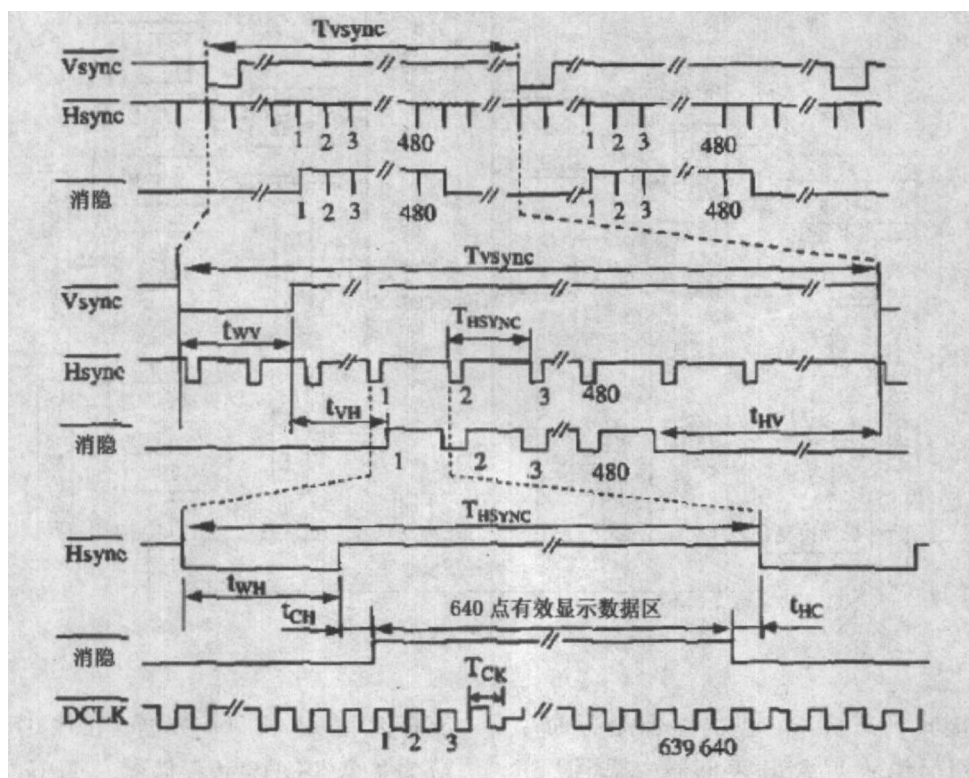 Tvsync
Vsync
Hsync
1 2 3 480 1 2 3 480
消隐
1 2 3 480 1 2 3 480
Tvsync
Vsync
twv
THSYNC
Hsync
1 2 3 480
tVH
tHV
消隐
1 2 3 480
THSYNC
Hsync
tWH
tCH
640 点有效显示数据区
tHC
消隐
TCK
DCLK
1 2 3 639 640